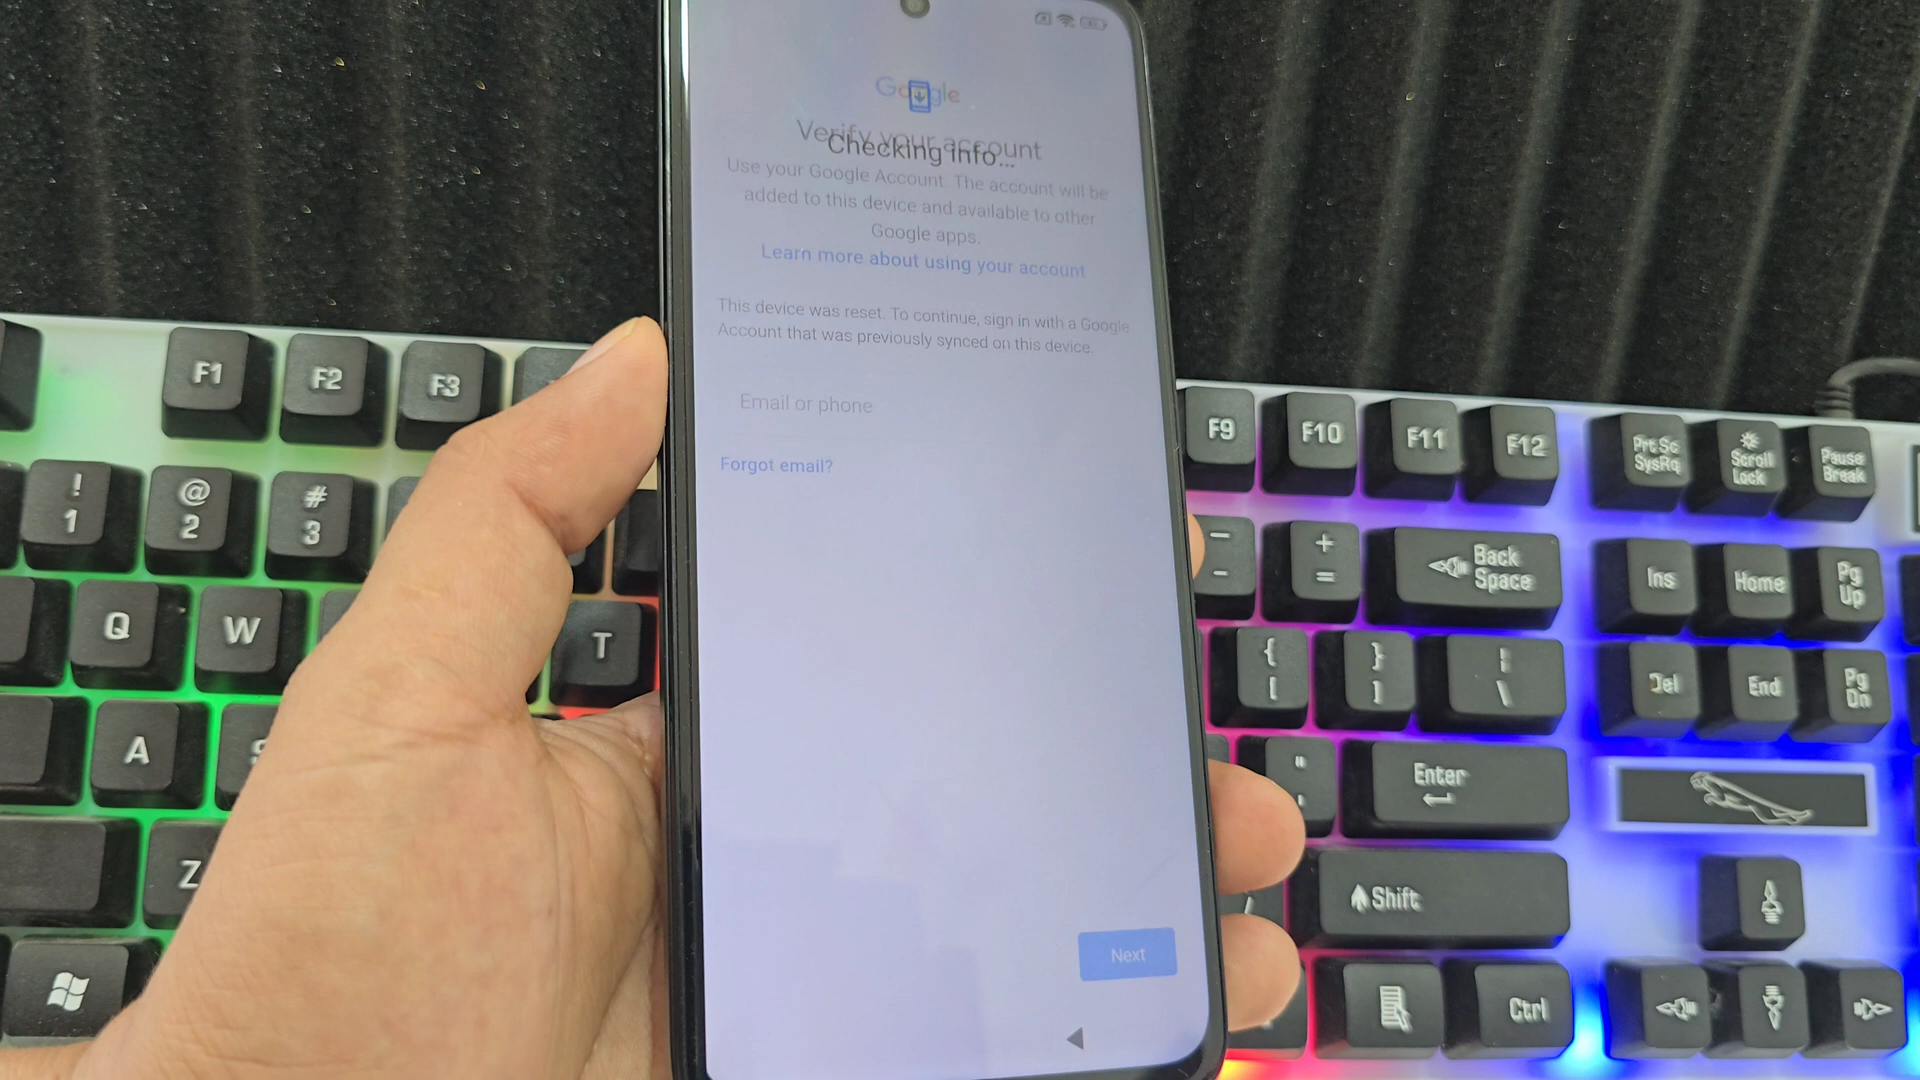 Google
Verify your account
Checking info...
Use your Google Account. The account will be
added to this device and available to other
Google apps.
Learn more about using your account
This device was reset. To continue, sign in with a Google
Account that was previously synced on this device.
Email or phone
Forgot email?
Next
F1 F2 F3
F9 F10 F11 F12 Prt Sc SysRq Scroll Lock Pause Break
! 1 @ 2 # 3
- + = Back Space Ins Home Pg Up
Q W T
{ [ } ] \ Del End Pg Dn
A
" ' Enter
Z
/ Shift
Ctrl